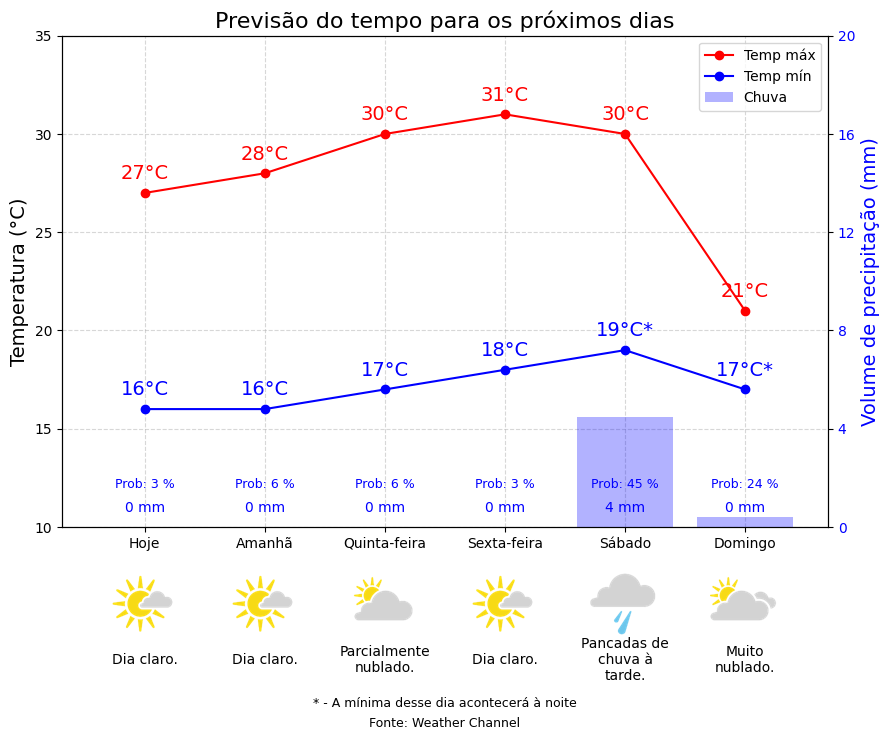 Previsão do tempo para os próximos dias
Temperatura (°C)
Volume de precipitação (mm)
35
30
25
20
15
10
20
16
12
8
4
0
Temp máx
Temp mín
Chuva
27°C
28°C
30°C
31°C
30°C
21°C
16°C
16°C
17°C
18°C
19°C*
17°C*
Prob: 3 %
Prob: 6 %
Prob: 6 %
Prob: 3 %
Prob: 45 %
Prob: 24 %
0 mm
0 mm
0 mm
0 mm
4 mm
0 mm
Hoje
Amanhã
Quinta-feira
Sexta-feira
Sábado
Domingo
Dia claro.
Dia claro.
Parcialmente
nublado.
Dia claro.
Pancadas de
chuva à
tarde.
Muito
nublado.
* - A mínima desse dia acontecerá à noite
Fonte: Weather Channel